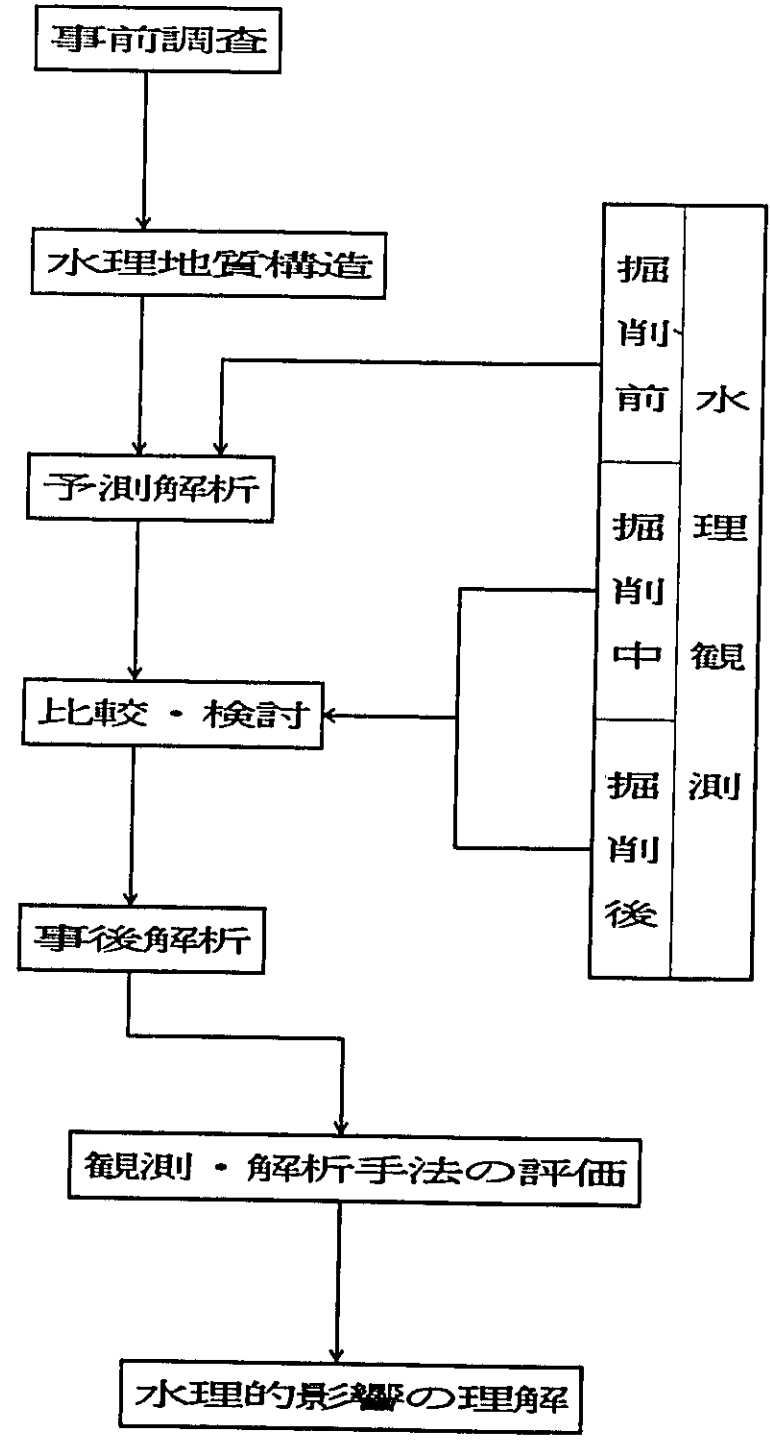 事前調査
水理地質構造
予測解析
比較・検討
事後解析
観測・解析手法の評価
水理的影響の理解
掘削前
掘削中
掘削後
水理観測